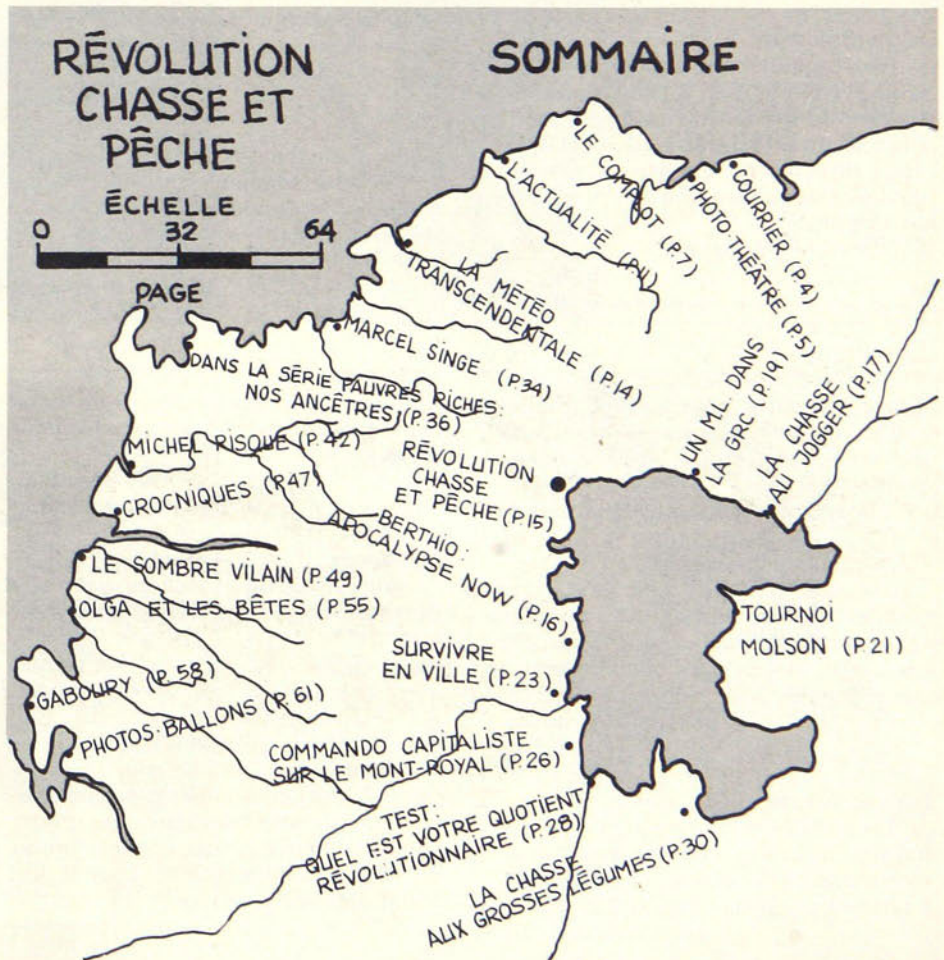 RÉVOLUTION
CHASSE ET
PÊCHE
ÉCHELLE
0 32 64
PAGE
SOMMAIRE
LE COMPLOT (P.7)
L'ACTUALITÉ (P.11)
PHOTO-THÉÂTRE (P.5)
COURRIER (P.4)
LA MÉTÉO
TRANSCENDENTALE (P.14)
MARCEL SINGE (P.34)
DANS LA SÉRIE PAUVRES RICHES:
NOS ANCÊTRES! (P.36)
MICHEL RISQUE (P.42)
CROCNIQUES (P.47)
RÉVOLUTION
CHASSE
ET PÊCHE (P.15)
BERTHIO:
APOCALYPSE NOW (P.16)
UN ML. DANS
LA GRC (P.19)
LA CHASSE
AU JOGGER (P.17)
LE SOMBRE VILAIN (P.49)
OLGA ET LES BÊTES (P.55)
GABOURY (P.58)
PHOTOS-BALLONS (P.61)
SURVIVRE
EN VILLE (P.23)
TOURNOI
MOLSON (P.21)
COMMANDO CAPITALISTE
SUR LE MONT-ROYAL (P.26)
TEST:
QUEL EST VOTRE QUOTIENT
RÉVOLUTIONNAIRE (P.28)
LA CHASSE
AUX GROSSES LÉGUMES (P.30)